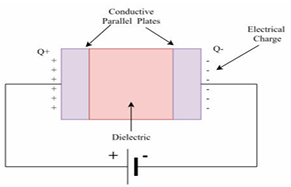 Conductive
Parallel Plates
Electrical
Charge
Q+
Q-
+
+
+
+
+
+
-
-
-
-
-
-
Dielectric
+
-